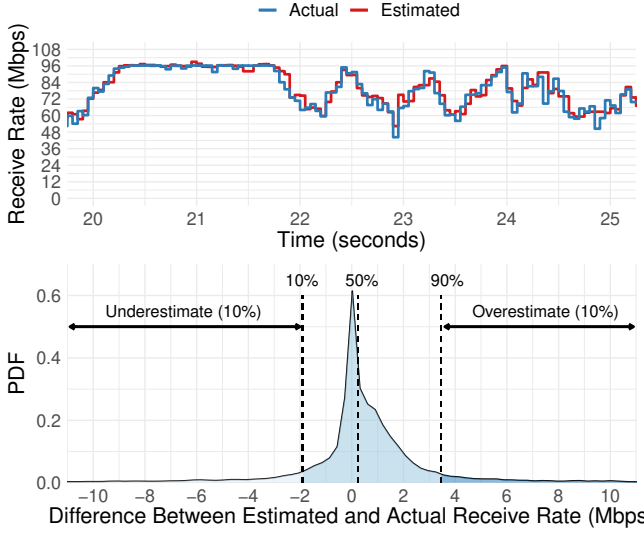 Actual Estimated
Receive Rate (Mbps)
108
96
84
72
60
48
36
24
12
0
20 21 22 23 24 25
Time (seconds)
10% 50% 90%
Underestimate (10%) Overestimate (10%)
PDF
0.6
0.4
0.2
0.0
−10 −8 −6 −4 −2 0 2 4 6 8 10
Difference Between Estimated and Actual Receive Rate (Mbps